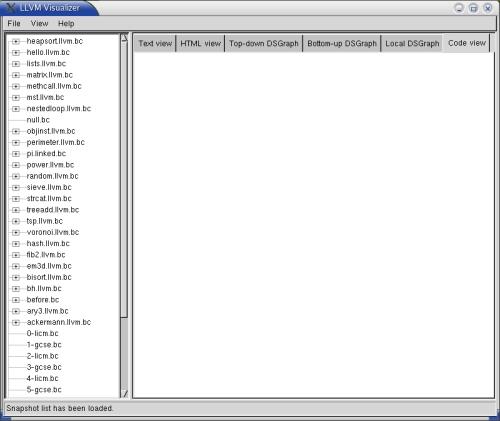 LLVM Visualizer
File View Help
heapsort.llvm.bc
hello.llvm.bc
lists.llvm.bc
matrix.llvm.bc
methcall.llvm.bc
mst.llvm.bc
nestedloop.llvm.bc
null.bc
objinst.llvm.bc
perimeter.llvm.bc
pi.linked.bc
power.llvm.bc
random.llvm.bc
sieve.llvm.bc
strcat.llvm.bc
treeadd.llvm.bc
tsp.llvm.bc
voronoi.llvm.bc
hash.llvm.bc
fib2.llvm.bc
em3d.llvm.bc
bisort.llvm.bc
bh.llvm.bc
before.bc
ary3.llvm.bc
ackermann.llvm.bc
0-licm.bc
1-gcse.bc
2-licm.bc
3-gcse.bc
4-licm.bc
5-gcse.bc
Text view HTML view Top-down DSGraph Bottom-up DSGraph Local DSGraph Code view
Snapshot list has been loaded.